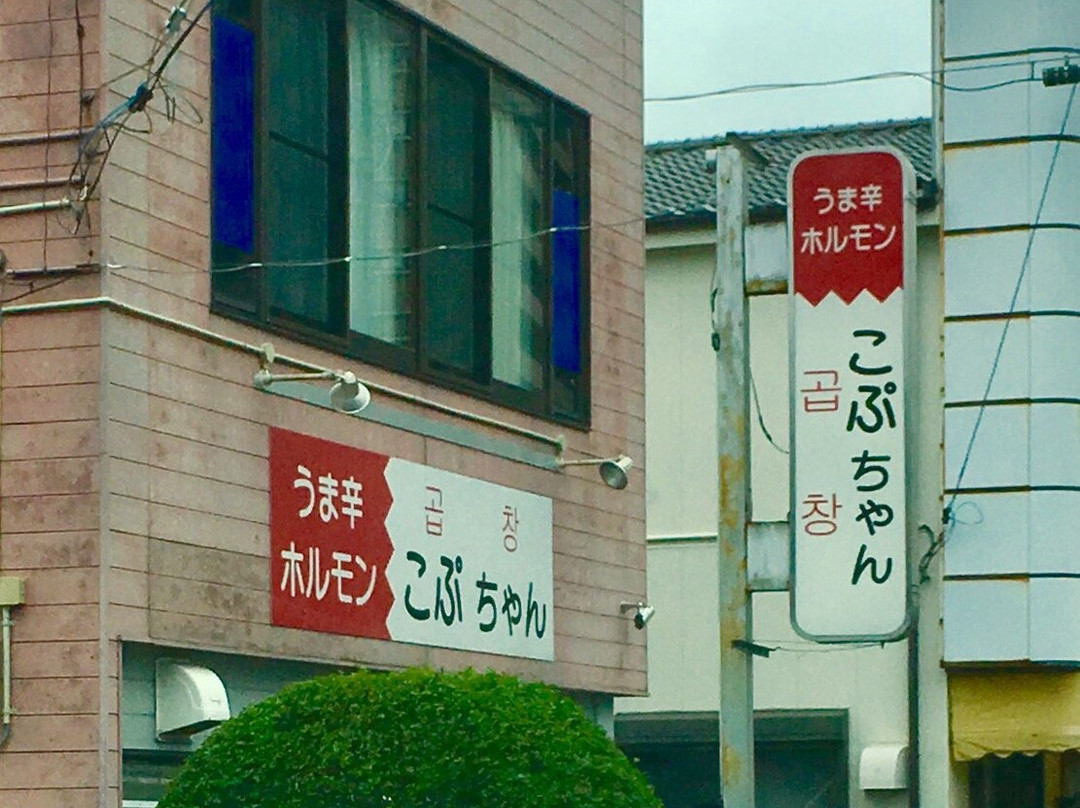 うま辛
ホルモン
곱 창
こぷちゃん
うま辛
ホルモン
こぷちゃん
곱창